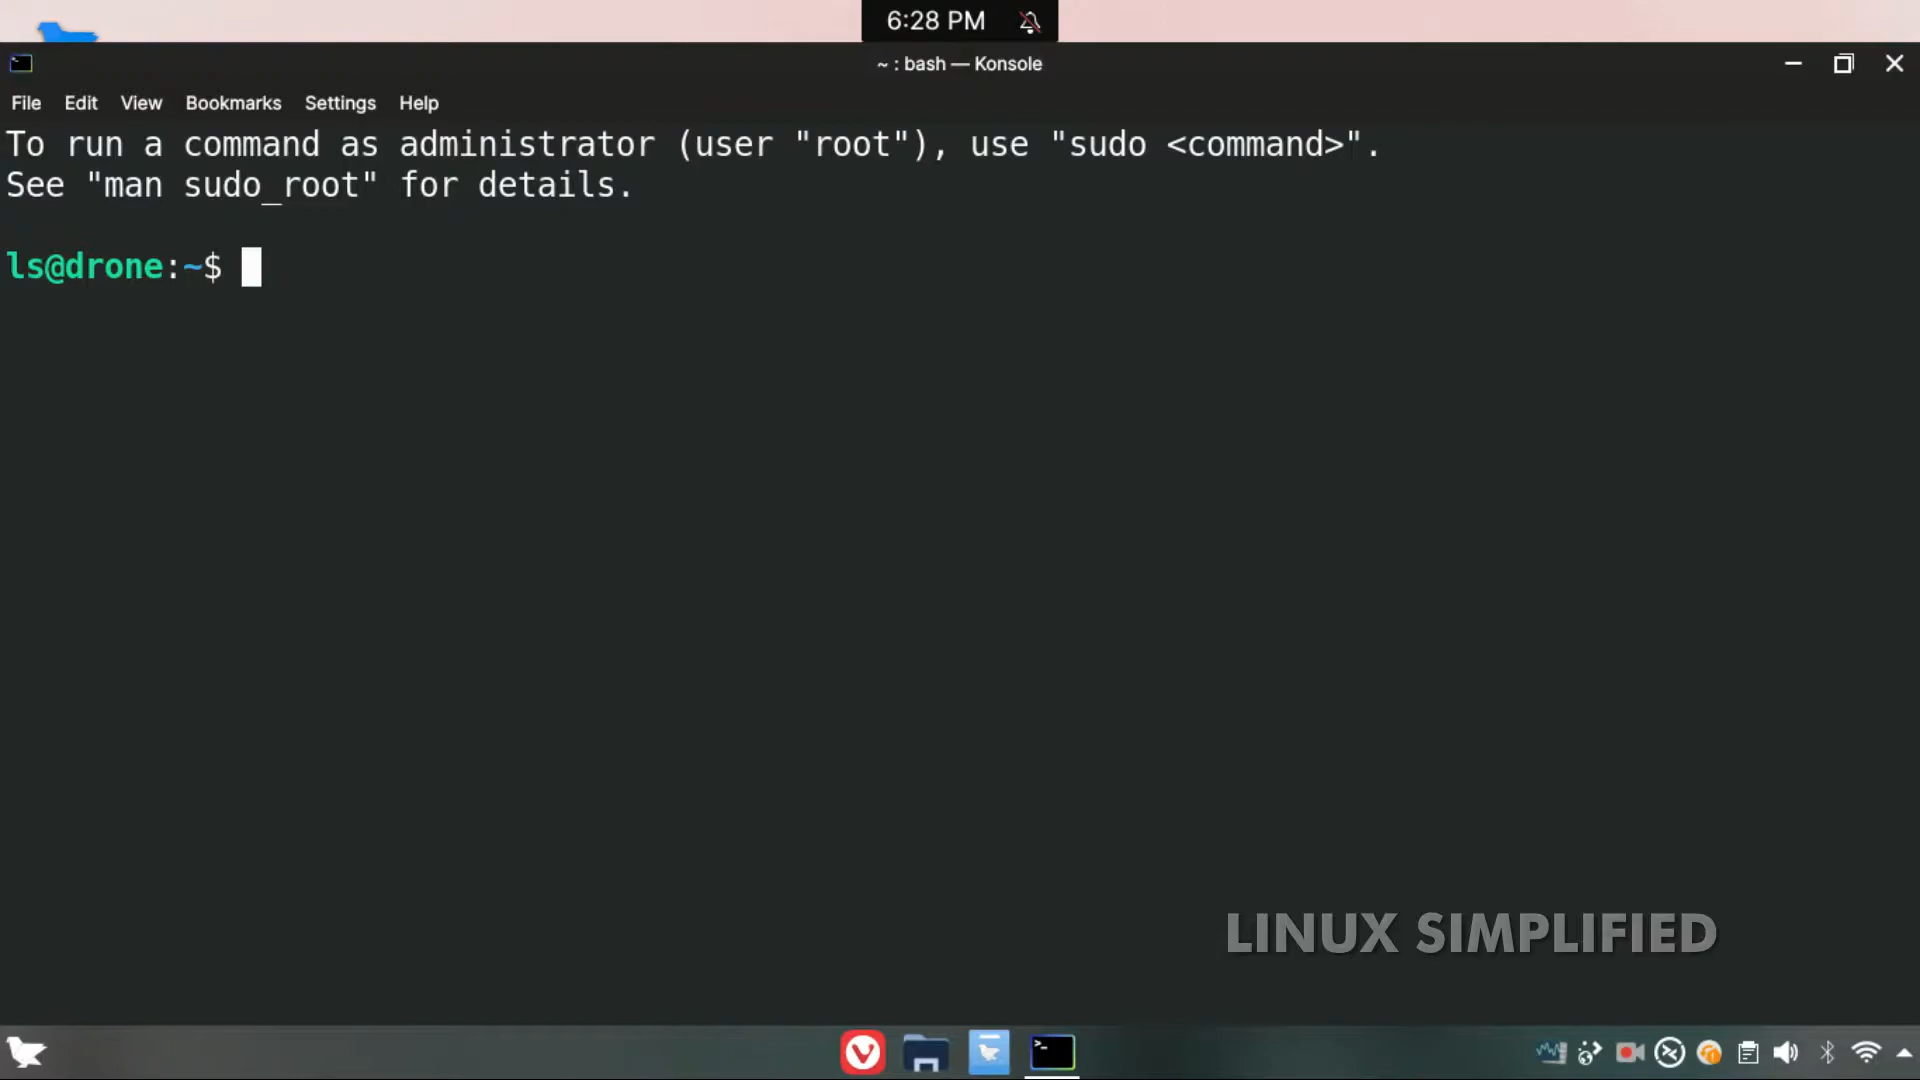 6:28 PM
~ : bash — Konsole
File Edit View Bookmarks Settings Help
To run a command as administrator (user "root"), use "sudo <command>".
See "man sudo_root" for details.
ls@drone:~$
LINUX SIMPLIFIED